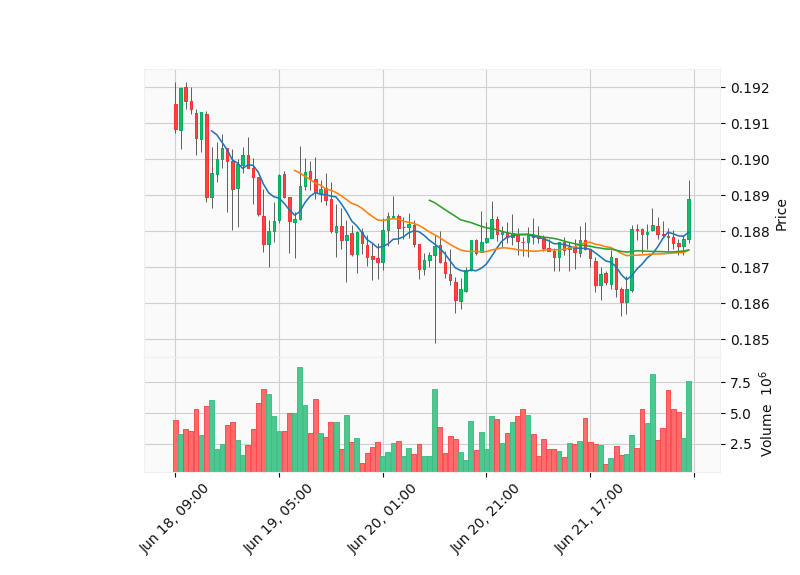 0.192
0.191
0.190
0.189
0.188
0.187
0.186
0.185
Price
7.5
5.0
2.5
Volume 10^6
Jun 18, 09:00
Jun 19, 05:00
Jun 20, 01:00
Jun 20, 21:00
Jun 21, 17:00